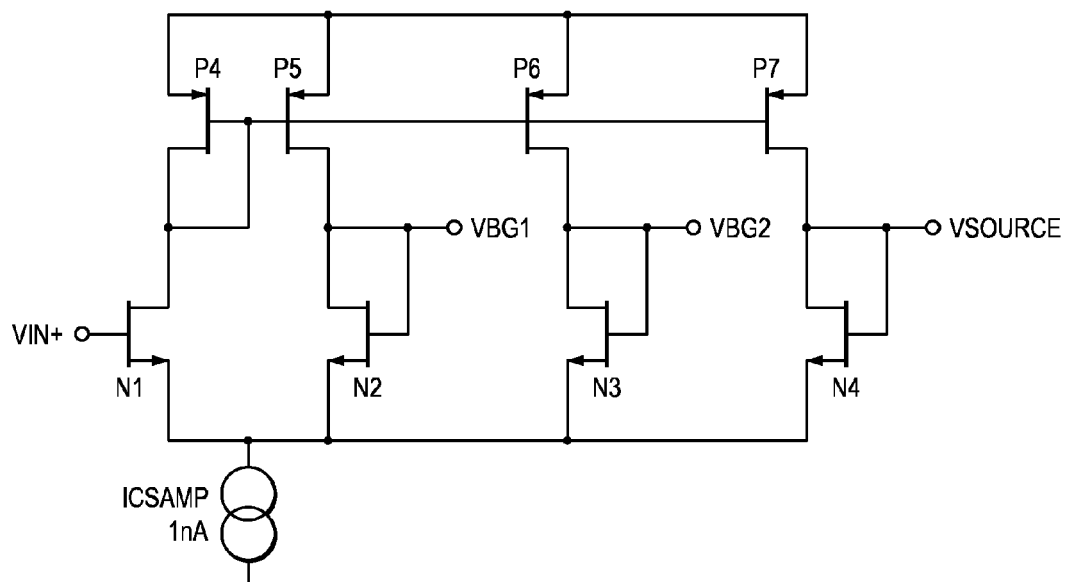 P4
P5
P6
P7
VBG1
VBG2
VSOURCE
VIN+
N1
N2
N3
N4
ICSAMP
1nA